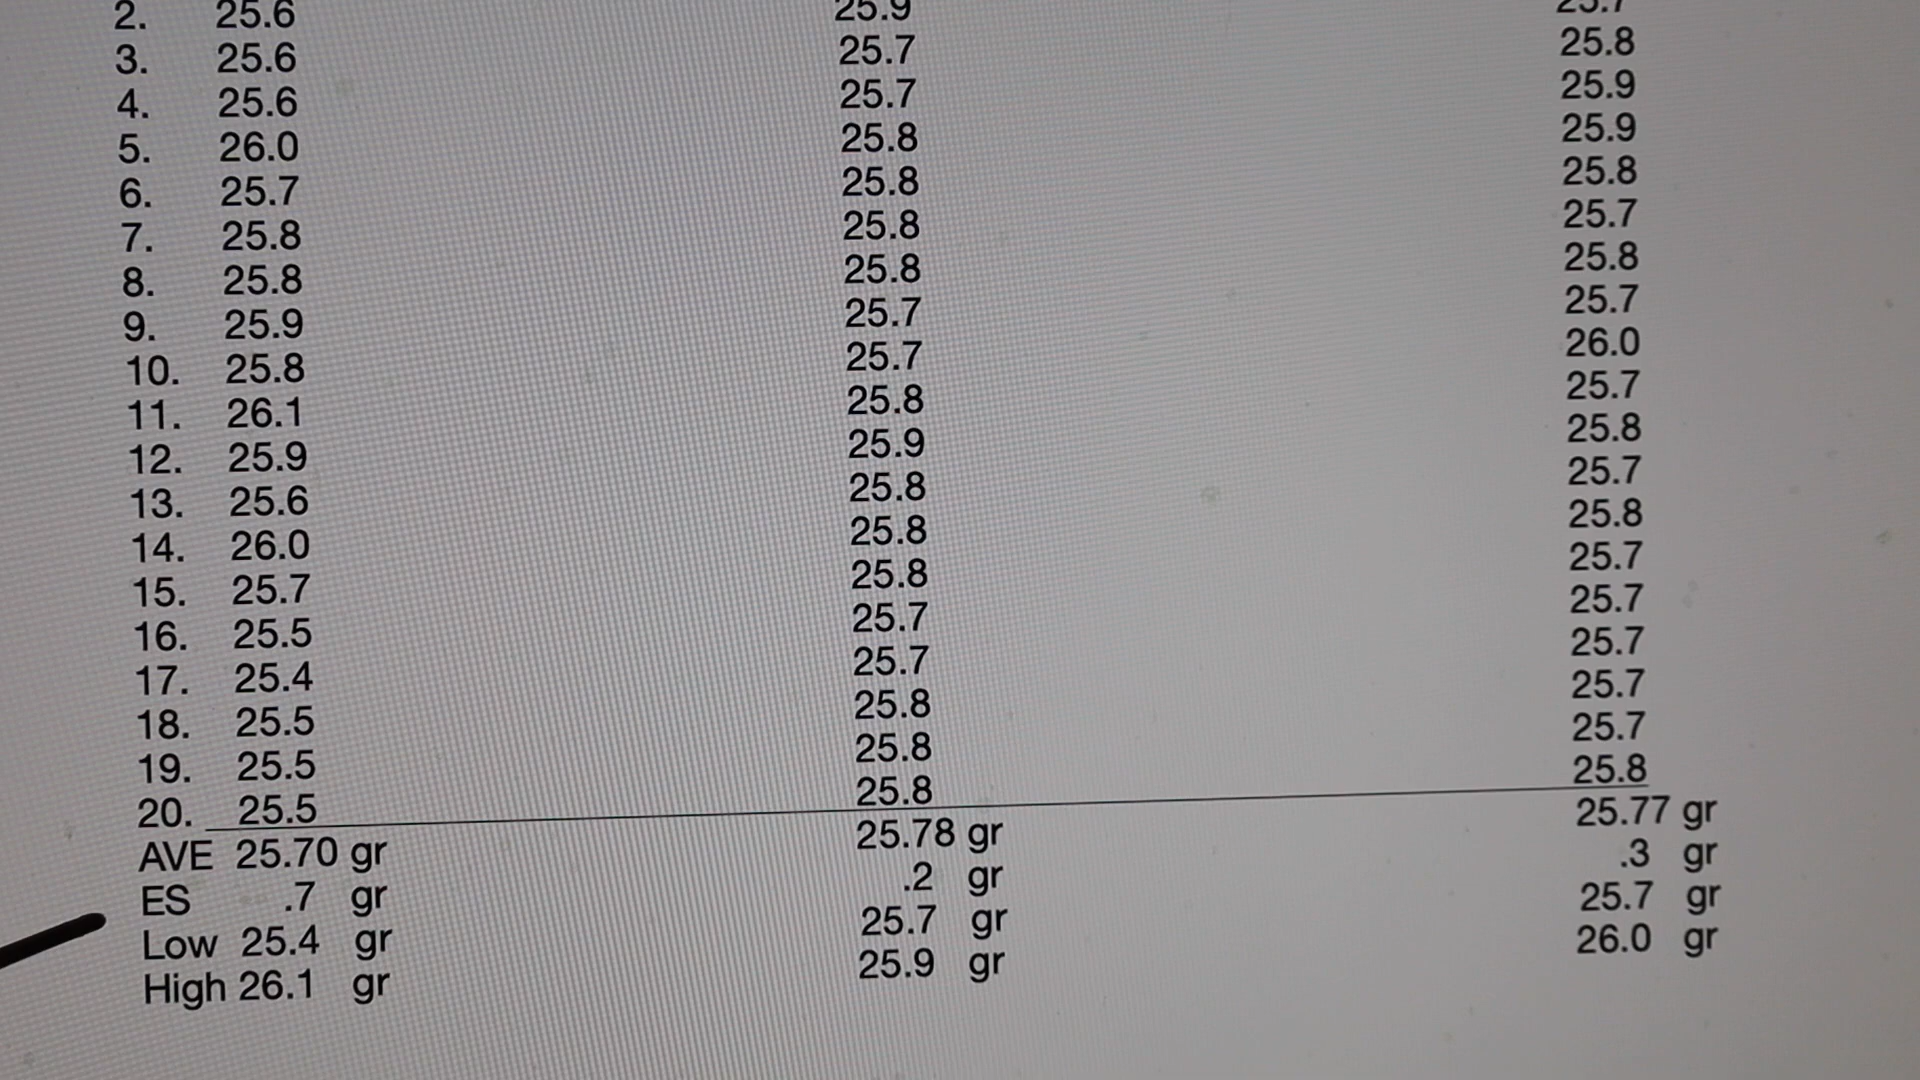 2. 25.6 25.9 25.7
3. 25.6 25.7 25.8
4. 25.6 25.7 25.9
5. 26.0 25.8 25.9
6. 25.7 25.8 25.8
7. 25.8 25.8 25.7
8. 25.8 25.8 25.8
9. 25.9 25.7 25.7
10. 25.8 25.7 26.0
11. 26.1 25.8 25.7
12. 25.9 25.9 25.8
13. 25.6 25.8 25.7
14. 26.0 25.8 25.8
15. 25.7 25.8 25.7
16. 25.5 25.7 25.7
17. 25.4 25.7 25.7
18. 25.5 25.8 25.7
19. 25.5 25.8 25.7
20. 25.5 25.8 25.8
AVE 25.70 gr 25.78 gr 25.77 gr
ES .7 gr .2 gr .3 gr
Low 25.4 gr 25.7 gr 25.7 gr
High 26.1 gr 25.9 gr 26.0 gr